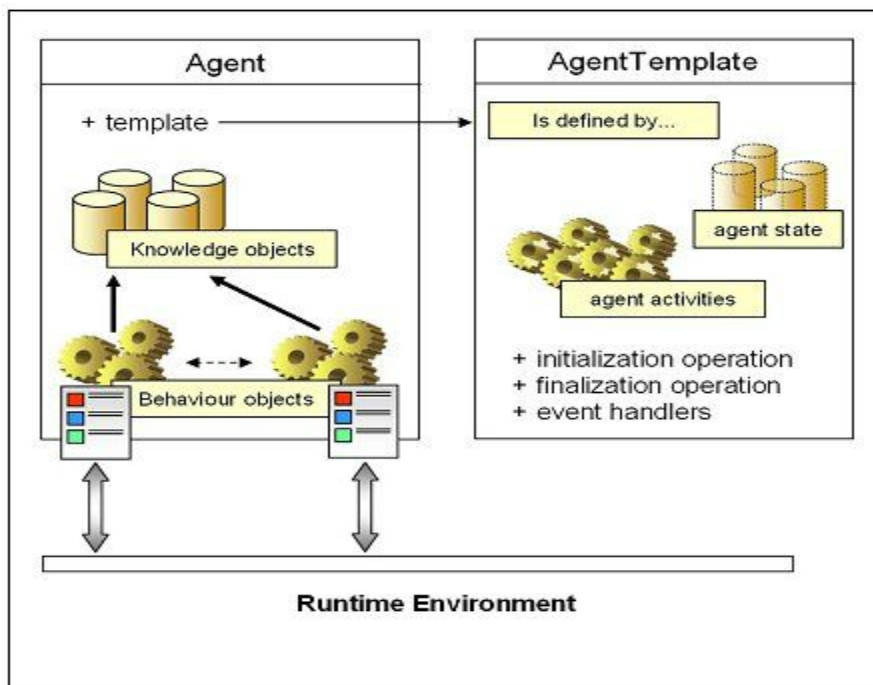 Agent
+ template
Knowledge objects
Behaviour objects
AgentTemplate
Is defined by...
agent state
agent activities
+ initialization operation
+ finalization operation
+ event handlers
Runtime Environment